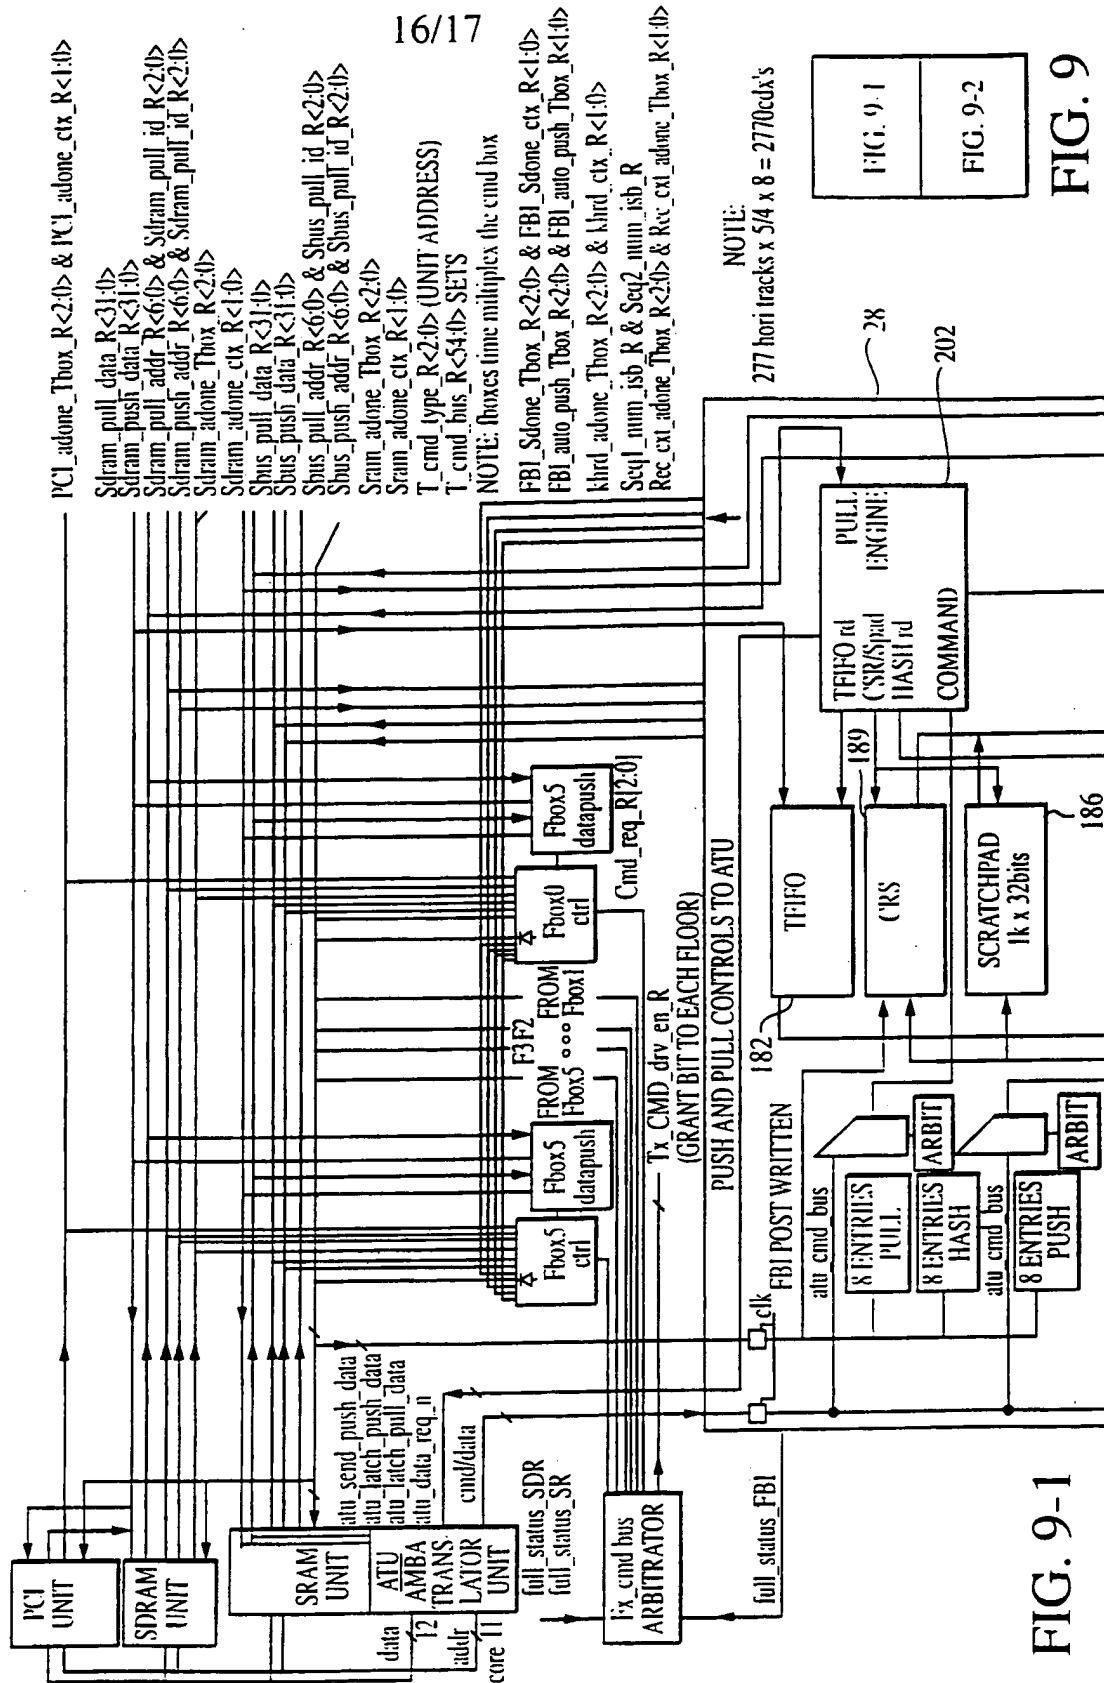 16/17
PCI_adone_Tbox_R<2:0> & PCI_adone_ctx_R<1:0>
Sdram_pull_data_R<31:0>
Sdram_push_data_R<31:0>
Sdram_pull_addr_R<6:0> & Sdram_pull_id_R<2:0>
Sdram_push_addr_R<6:0> & Sdram_pull_id_R<2:0>
Sdram_adone_Tbox_R<2:0>
Sdram_adone_ctx_R<1:0>
Sbus_pull_data_R<31:0>
Sbus_push_data_R<31:0>
Sbus_pull_addr_R<6:0> & Sbus_pull_id_R<2:0>
Sbus_push_addr_R<6:0> & Sbus_pull_id_R<2:0>
Sram_adone_Tbox_R<2:0>
Sram_adone_ctx_R<1:0>
T_cmd_type_R<2:0> (UNIT ADDRESS)
T_cmd_bus_R<54:0> SETS
NOTE: fboxes time multiplex the cmd box
FBI_Sdone_Tbox_R<2:0> & FBI_Sdone_ctx_R<1:0>
FBI_auto_push_Tbox_R<2:0> & FBI_auto_push_Tbox_R<1:0>
khrd_adone_Tbox_R<2:0> & khrd_ctx_R<1:0>
Seq1_num_isb_R & Seq2_num_isb_R
Rec_cxt_adone_Tbox_R<2:0> & Rec_cxt_adone_Tbox_R<1:0>
NOTE:
277 hori tracks x 5/4 x 8 = 2770cdx's
PCI
UNIT
SDRAM
UNIT
SRAM
UNIT
ATU
AMBA
TRANS-
LATOR
UNIT
data
12
addr
core 11
atu_send_push_data
atu_latch_push_data
atu_latch_pull_data
atu_data_req_n
cmd/data
full_status_SDR
full_status_SR
Fx_cmd bus
ARBITRATOR
full_status_FBI
Fbox5
ctrl
Fbox5
datapush
FROM
Fbox5
F3 F2
FROM
Fbox1
Fbox0
ctrl
Fbox5
datapush
Cmd_req_R[2:0]
Tx_CMD_drv_en_R
(GRANT BIT TO EACH FLOOR)
PUSH AND PULL CONTROLS TO ATU
28
clk
FBI POST WRITTEN
atu_cmd_bus
8 ENTRIES
PULL
8 ENTRIES
HASH
ARBIT
atu_cmd_bus
8 ENTRIES
PUSH
ARBIT
182
TFIFO
CRS
189
SCRATCHPAD
1k x 32bits
186
PULL
ENGINE
TFIFO rd
CSR/Spad
HASH rd
COMMAND
202
FIG. 9-1
FIG. 9-1
FIG. 9-2
FIG. 9